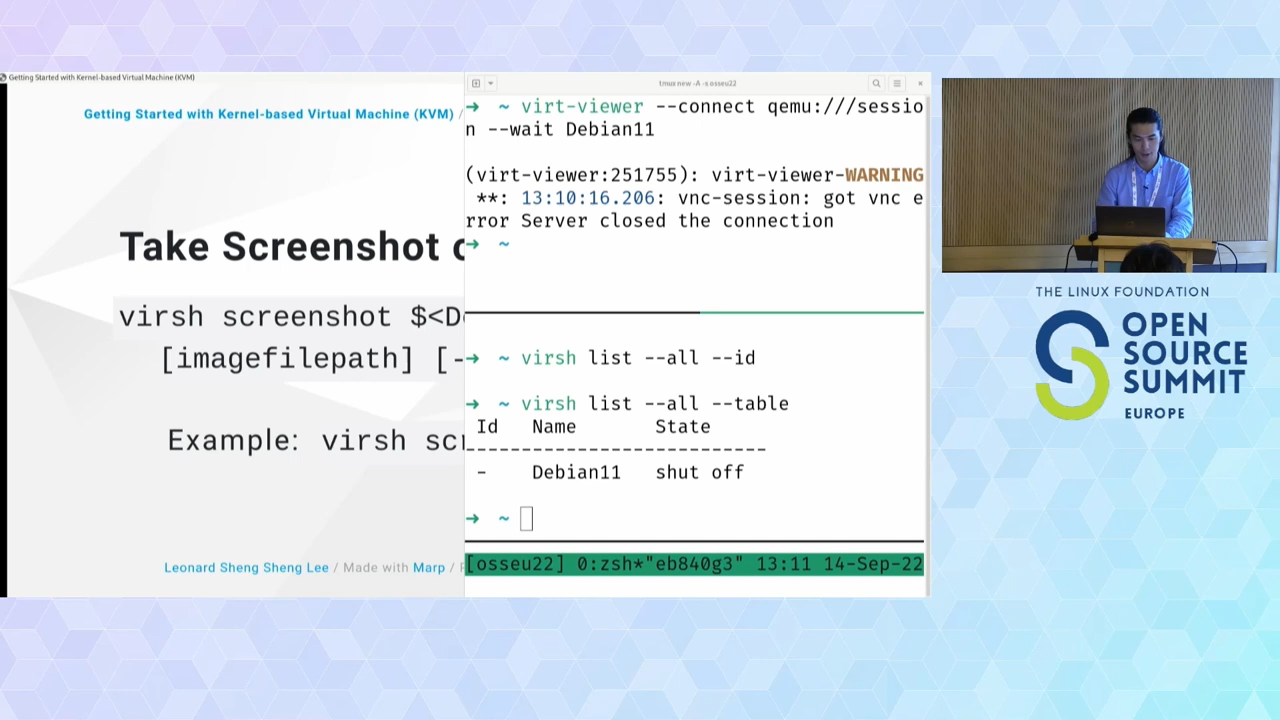 Getting Started with Kernel-based Virtual Machine (KVM)
Getting Started with Kernel-based Virtual Machine (KVM) /
Take Screenshot
virsh screenshot $<D
[imagefilepath] [-
Example: virsh scr
Leonard Sheng Sheng Lee / Made with Marp /
tmux new -A -s osseu22
→ ~ virt-viewer --connect qemu:///sessio
n --wait Debian11
(virt-viewer:251755): virt-viewer-WARNING
**: 13:10:16.206: vnc-session: got vnc e
rror Server closed the connection
→ ~
→ ~ virsh list --all --id
→ ~ virsh list --all --table
Id Name State
---------------------------
- Debian11 shut off
→ ~
[osseu22] 0:zsh*"eb840g3" 13:11 14-Sep-22
THE LINUX FOUNDATION
OPEN
SOURCE
SUMMIT
EUROPE